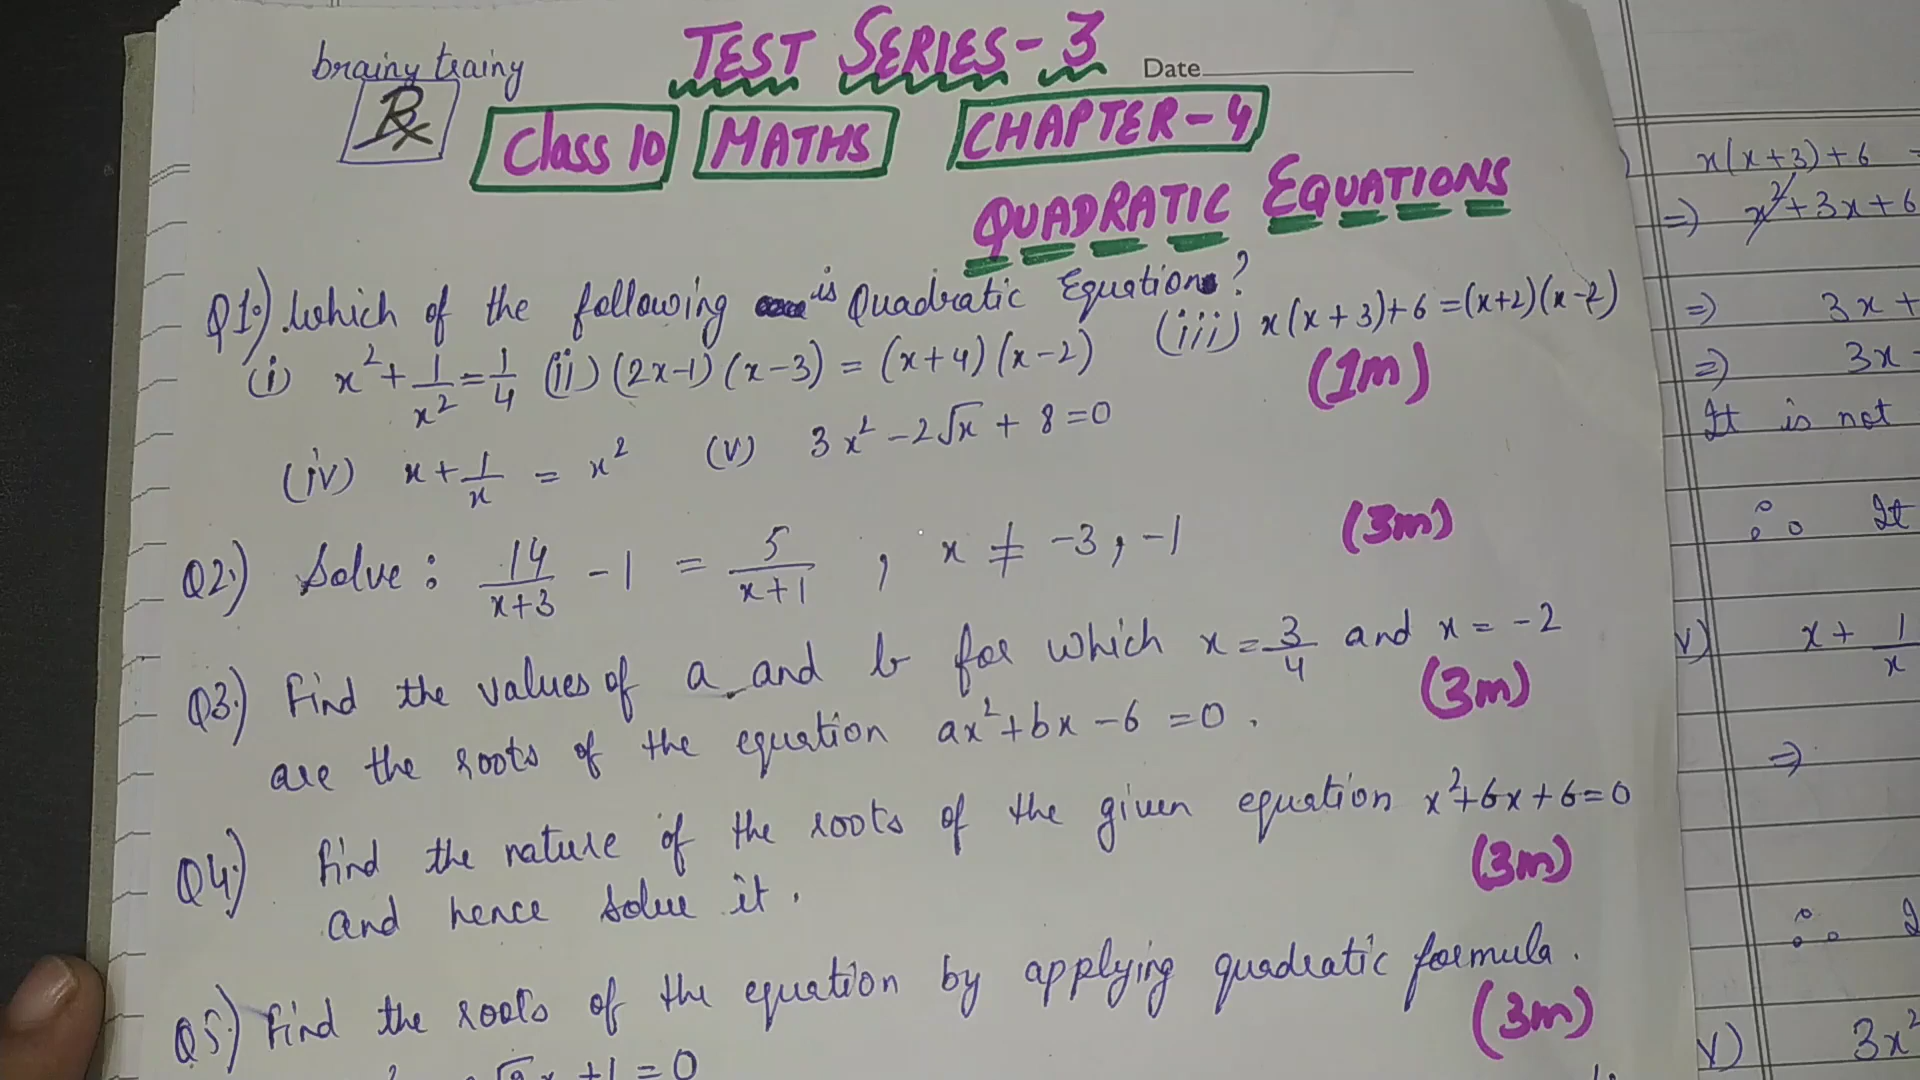 brainy trainy
TEST SERIES-3
Date
Rx
Class 10 MATHS CHAPTER-4
QUADRATIC EQUATIONS
Q1.) Which of the following is Quadratic Equation?
(i) x² + 1/x² = 1/4 (ii) (2x-1)(x-3) = (x+4)(x-2) (iii) x(x+3)+6 = (x+2)(x-2)
(1m)
(iv) x + 1/x = x² (v) 3x² - 2√x + 8 = 0
Q2.) Solve : 14/(x+3) - 1 = 5/(x+1) , x ≠ -3, -1 (3m)
Q3.) Find the values of a and b for which x = 3/4 and x = -2
are the roots of the equation ax² + bx - 6 = 0 . (3m)
Q4.) find the nature of the roots of the given equation x²+6x+6=0
and hence solve it . (3m)
Q5.) Find the roots of the equation by applying quadratic formula .
(3m)
x + 1 = 0
x(x+3)+6 =
=) x²+3x+6
=) 3x+
=) 3x-
It is not
∴ It
v) x + 1/x
=)
∴
v) 3x²